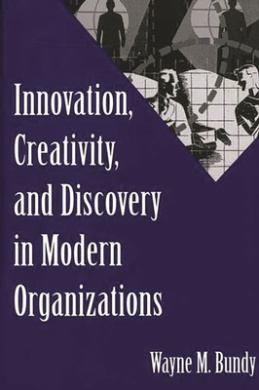 Innovation,
Creativity,
and Discovery
in Modern
Organizations
Wayne M. Bundy